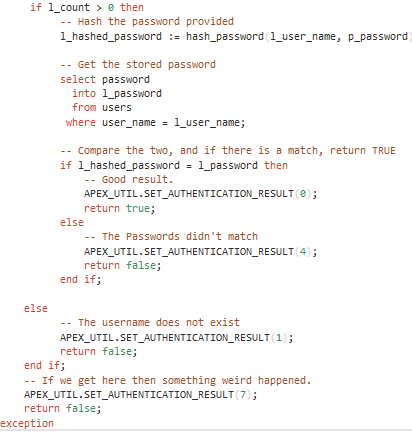 if l_count > 0 then
-- Hash the password provided
l_hashed_password := hash_password(l_user_name, p_password)
-- Get the stored password
select password
into l_password
from users
where user_name = l_user_name;
-- Compare the two, and if there is a match, return TRUE
if l_hashed_password = l_password then
-- Good result.
APEX_UTIL.SET_AUTHENTICATION_RESULT(0);
return true;
else
-- The Passwords didn't match
APEX_UTIL.SET_AUTHENTICATION_RESULT(4);
return false;
end if;
else
-- The username does not exist
APEX_UTIL.SET_AUTHENTICATION_RESULT(1);
return false;
end if;
-- If we get here then something weird happened.
APEX_UTIL.SET_AUTHENTICATION_RESULT(7);
return false;
exception